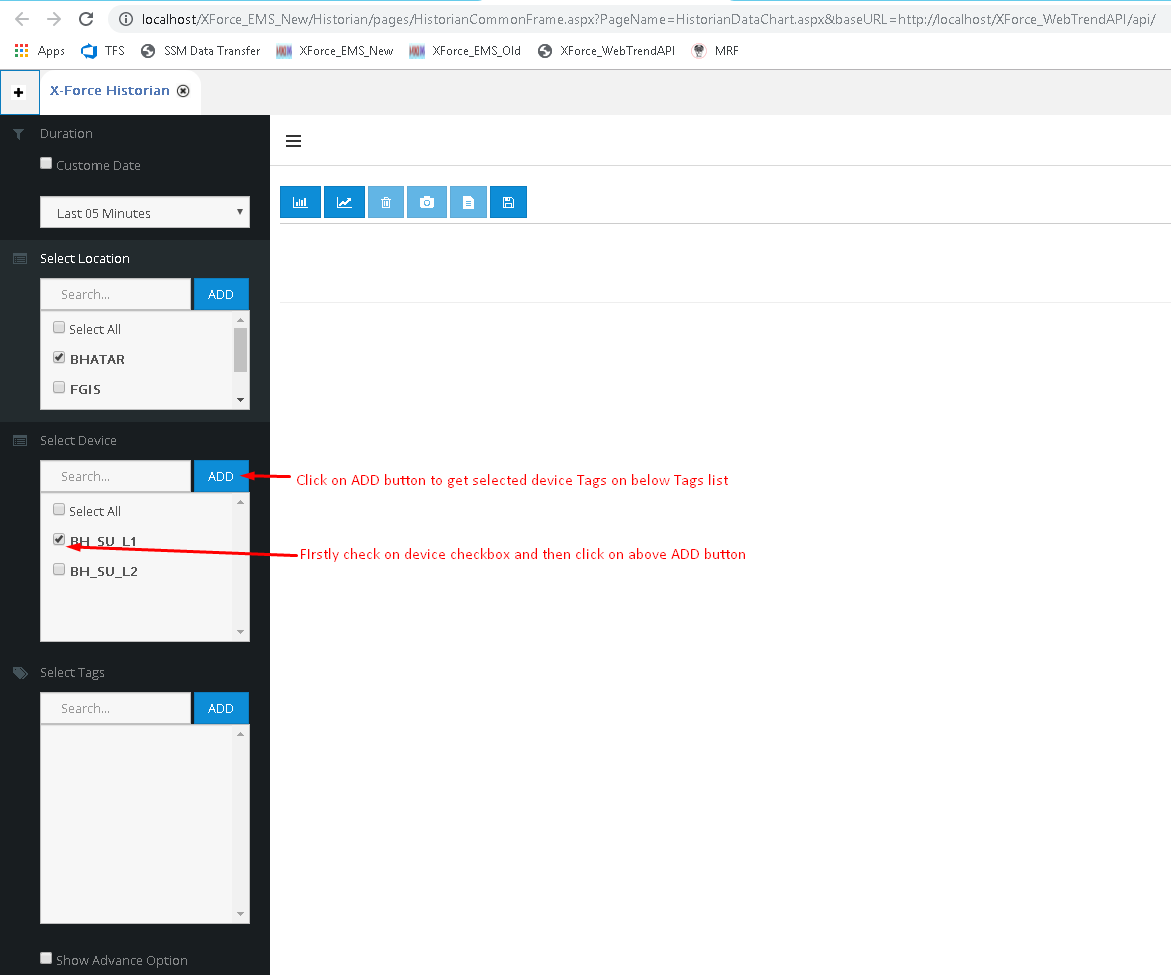 localhost/XForce_EMS_New/Historian/pages/HistorianCommonFrame.aspx?PageName=HistorianDataChart.aspx&baseURL=http://localhost/XForce_WebTrendAPI/api/
Apps TFS SSM Data Transfer XForce_EMS_New XForce_EMS_Old XForce_WebTrendAPI MRF
+ X-Force Historian
Duration
Custome Date
Last 05 Minutes
Select Location
Search... ADD
Select All
BHATAR
FGIS
Select Device
Search... ADD
Click on ADD button to get selected device Tags on below Tags list
Select All
BH_SU_L1
FIrstly check on device checkbox and then click on above ADD button
BH_SU_L2
Select Tags
Search... ADD
Show Advance Option